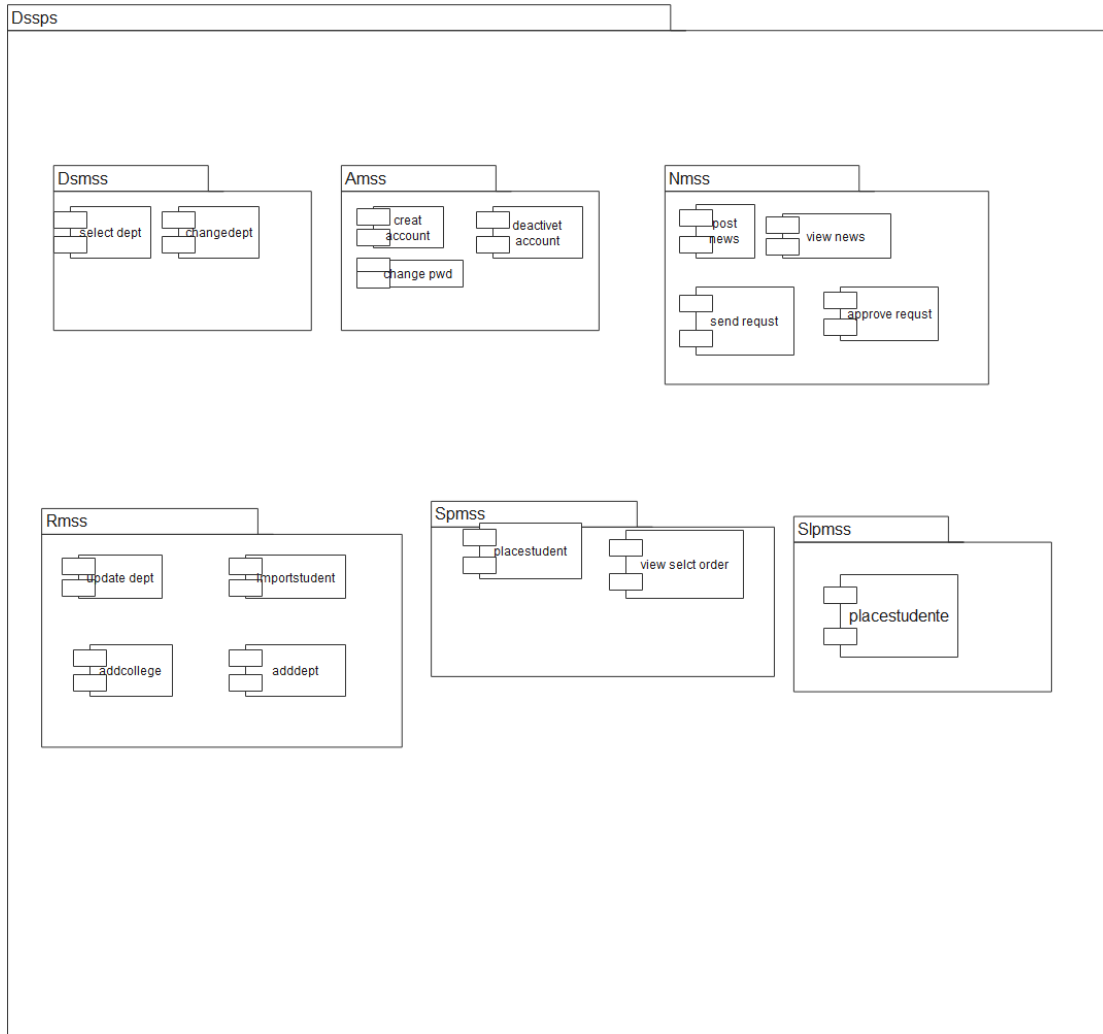 Dssps
Dsmss
select dept
changedept
Amss
creat
account
deactivet
account
change pwd
Nmss
post
news
view news
send requst
approve requst
Rmss
update dept
importstudent
addcollege
adddept
Spmss
placestudent
view selct order
Slpmss
placestudente